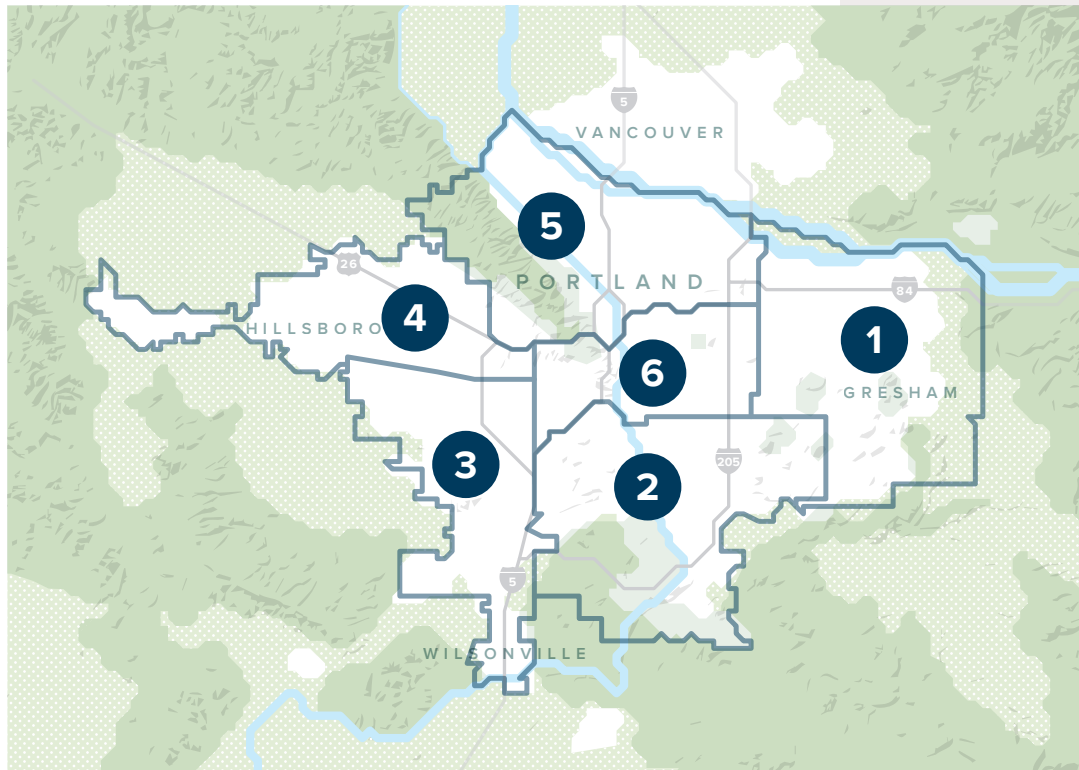 5
VANCOUVER
5
26
PORTLAND
84
4
HILLSBORO
1
6
GRESHAM
3
205
2
5
WILSONVILLE